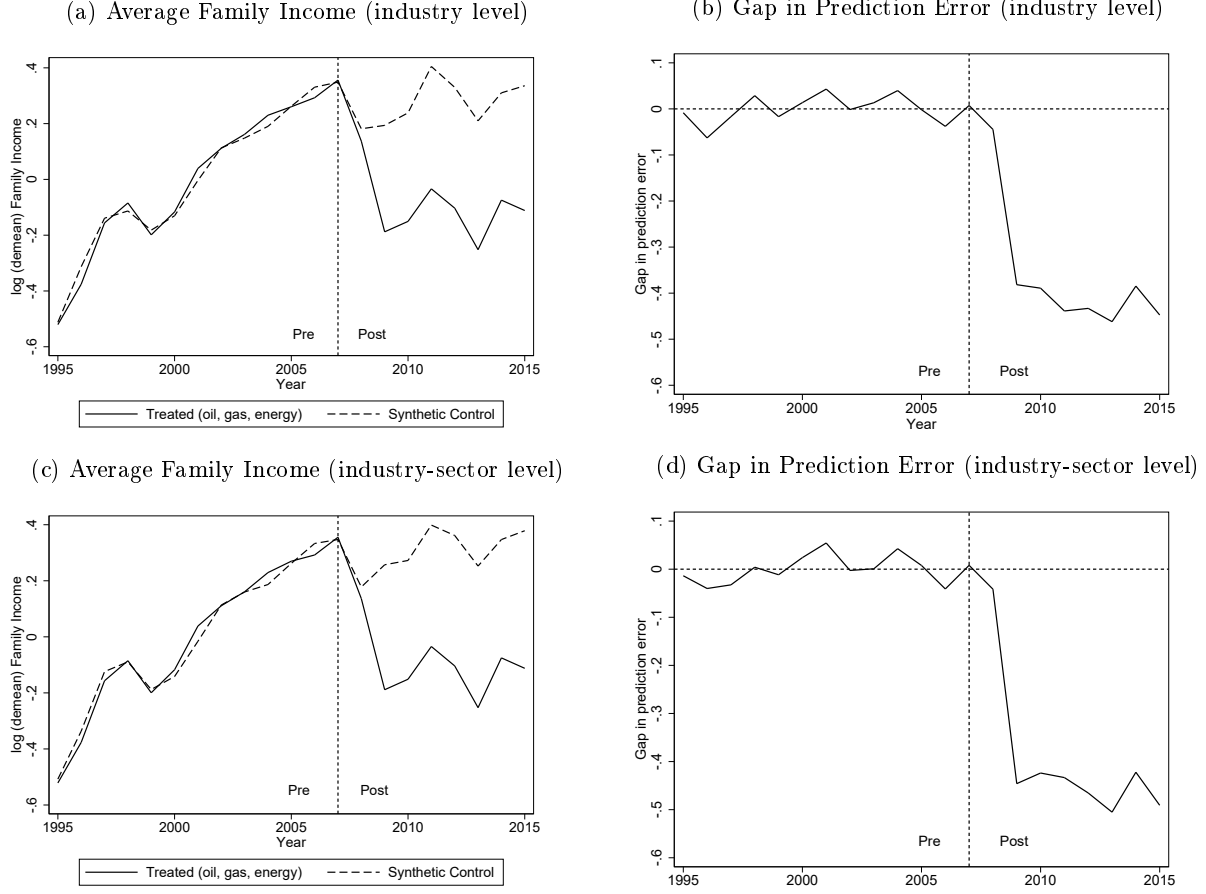 (a) Average Family Income (industry level)
log (demean) Family Income
.4
.2
0
-.2
-.4
-.6
Pre Post
1995 2000 2005 2010 2015
Year
Treated (oil, gas, energy) Synthetic Control
(b) Gap in Prediction Error (industry level)
Gap in prediction error
.1
0
-.1
-.2
-.3
-.4
-.5
-.6
Pre Post
1995 2000 2005 2010 2015
Year
(c) Average Family Income (industry-sector level)
log (demean) Family Income
.4
.2
0
-.2
-.4
-.6
Pre Post
1995 2000 2005 2010 2015
Year
Treated (oil, gas, energy) Synthetic Control
(d) Gap in Prediction Error (industry-sector level)
Gap in prediction error
.1
0
-.1
-.2
-.3
-.4
-.5
-.6
Pre Post
1995 2000 2005 2010 2015